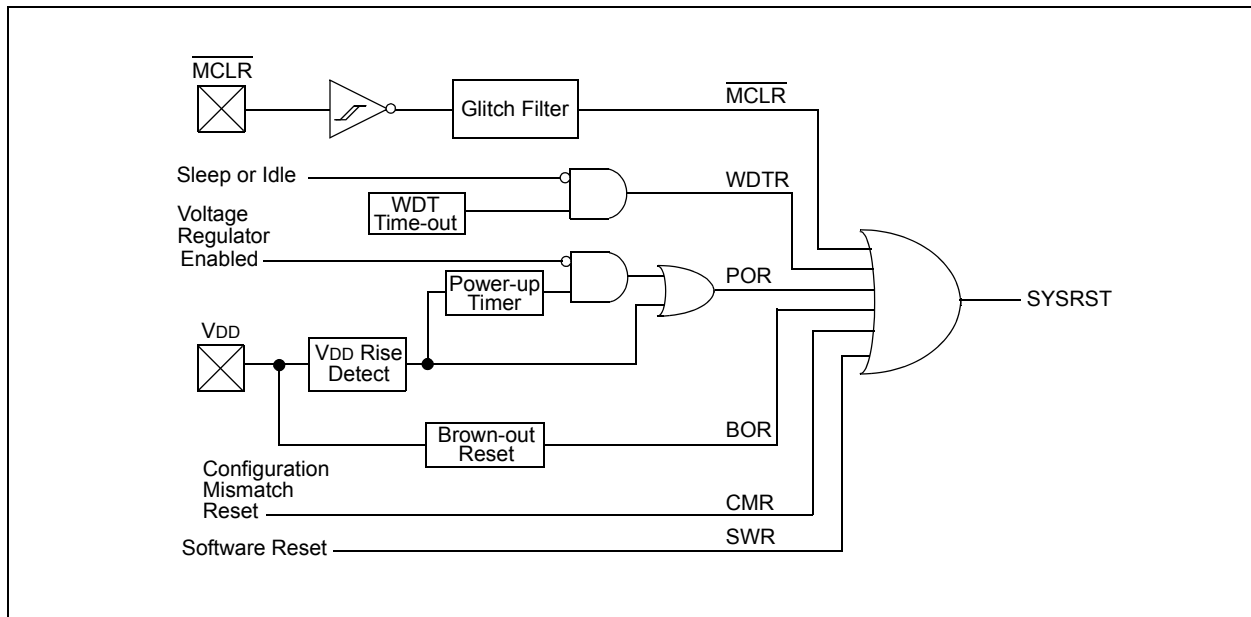 MCLR
Glitch Filter
MCLR
Sleep or Idle
WDTR
WDT
Time-out
Voltage
Regulator
Enabled
Power-up
Timer
POR
SYSRST
VDD
VDD Rise
Detect
Brown-out
Reset
BOR
Configuration
Mismatch
Reset
CMR
SWR
Software Reset